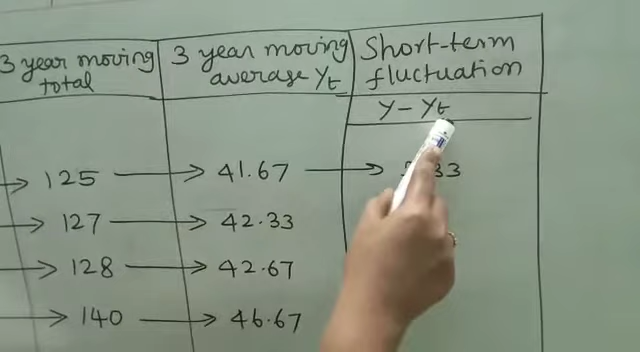 3 year moving total
3 year moving average Yt
Short-term fluctuation
Y - Yt
125 → 41.67 →
127 → 42.33
128 → 42.67
140 → 46.67